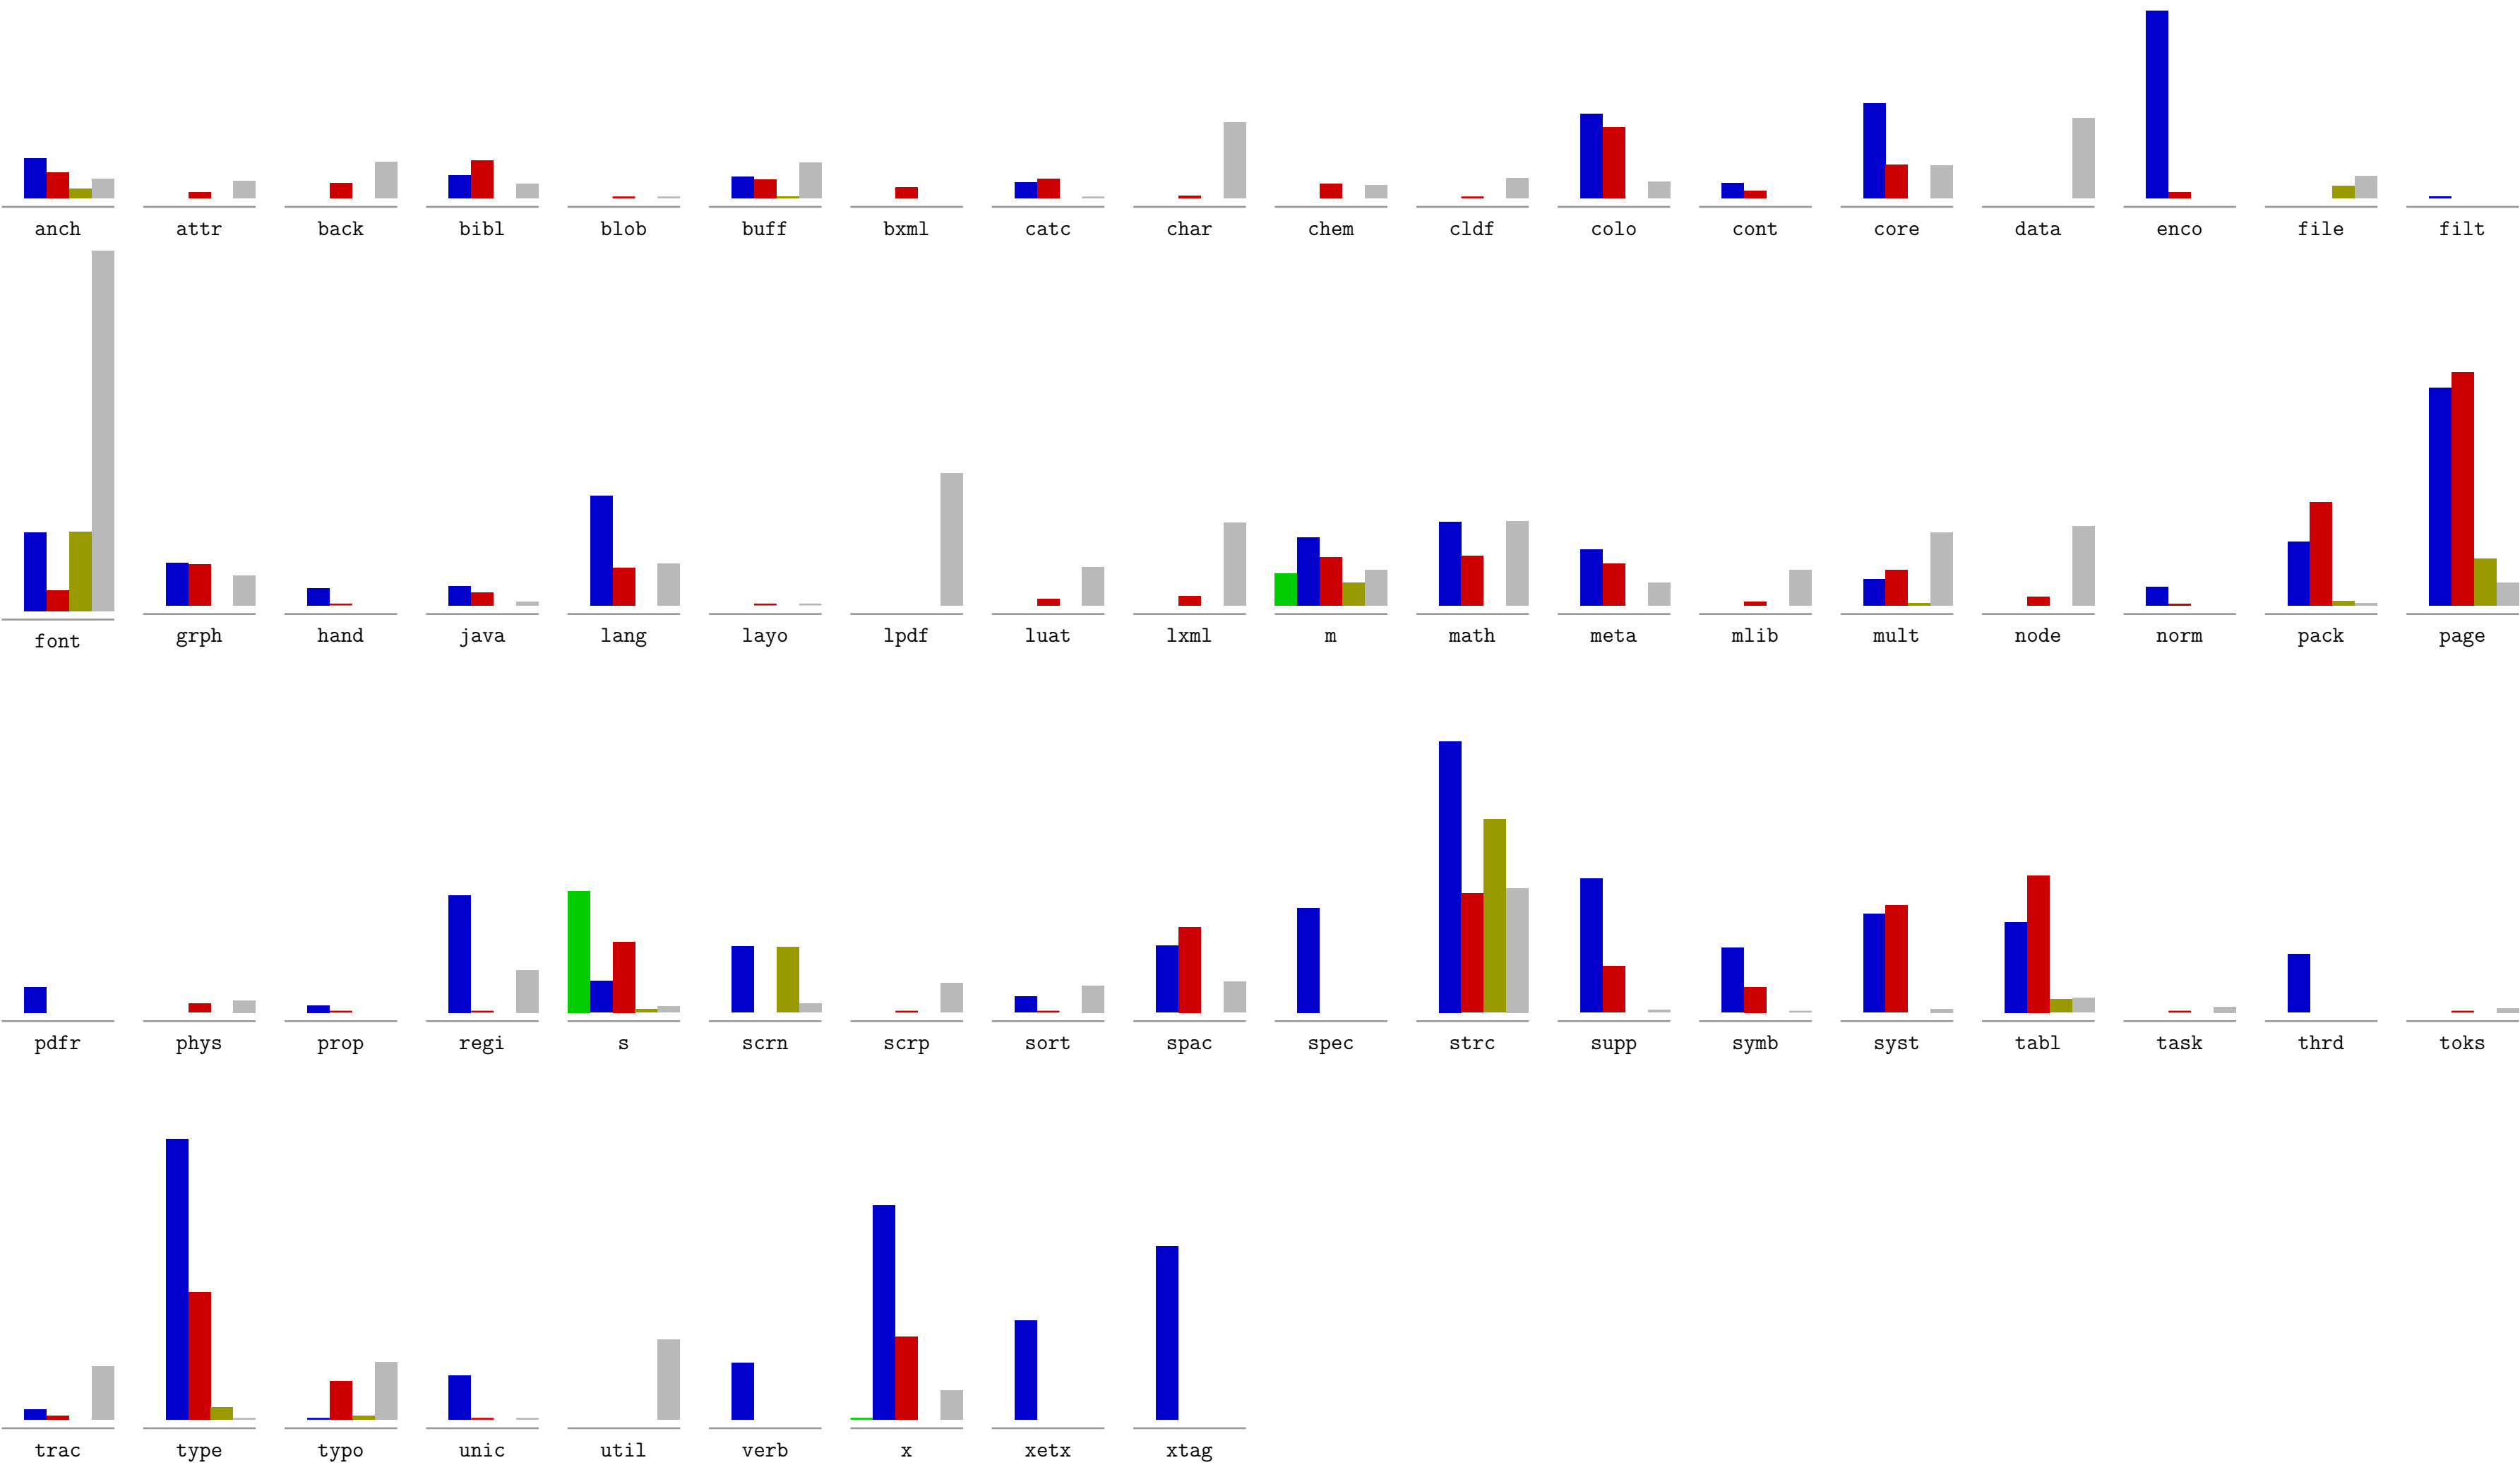 anch attr back bibl blob buff bxml catc char chem cldf colo cont core data enco file filt
font grph hand java lang layo lpdf luat lxml m math meta mlib mult node norm pack page
pdfr phys prop regi s scrn scrp sort spac spec strc supp symb syst tabl task thrd toks
trac type typo unic util verb x xetx xtag